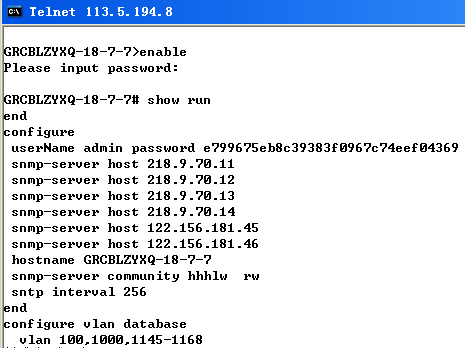 Telnet 113.5.194.8
GRCBLZYXQ-18-7-7>enable
Please input password:
GRCBLZYXQ-18-7-7# show run
end
configure
userName admin password e799675eb8c39383f0967c74eef04369
snmp-server host 218.9.70.11
snmp-server host 218.9.70.12
snmp-server host 218.9.70.13
snmp-server host 218.9.70.14
snmp-server host 122.156.181.45
snmp-server host 122.156.181.46
hostname GRCBLZYXQ-18-7-7
snmp-server community hhhlw  rw
sntp interval 256
end
configure vlan database
vlan 100,1000,1145-1168